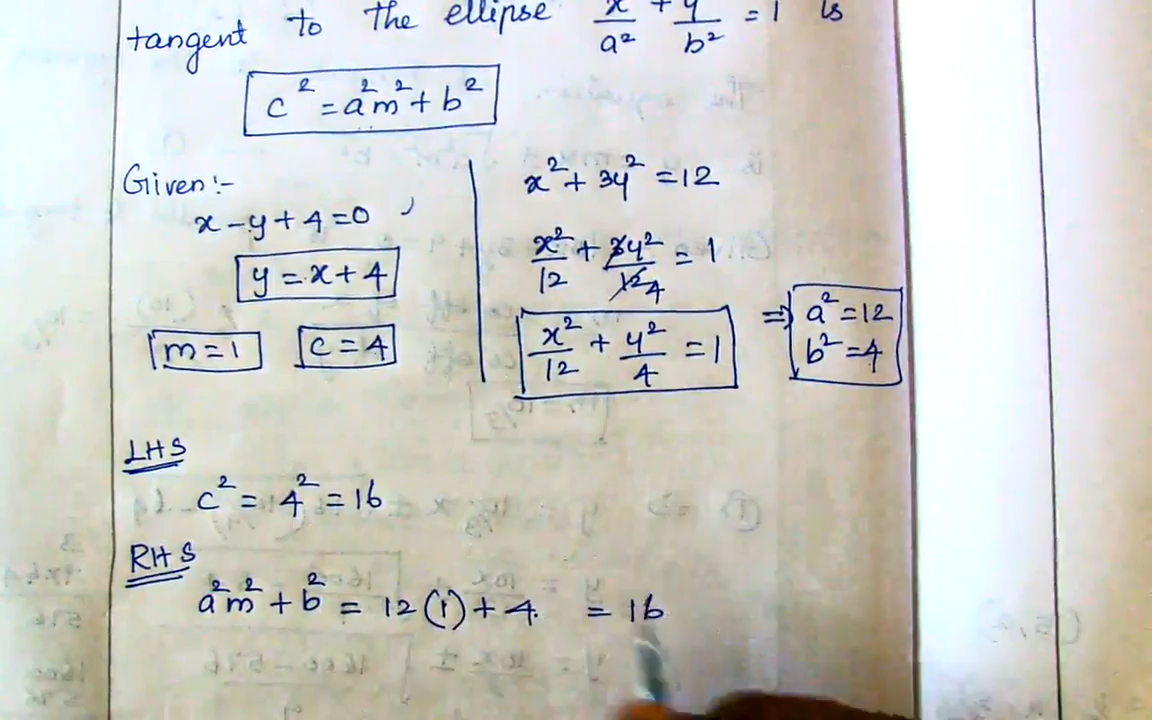 tangent to the ellipse x/a² + y/b² = 1 is
c² = a²m² + b²
Given :-
x - y + 4 = 0 ,
y = x + 4
m = 1 c = 4
x² + 3y² = 12
x²/12 + 3y²/12 4 = 1
x²/12 + y²/4 = 1 ⇒ a² = 12
b² = 4
LHS
c² = 4² = 16
RHS
a²m² + b² = 12 (1) + 4 = 16